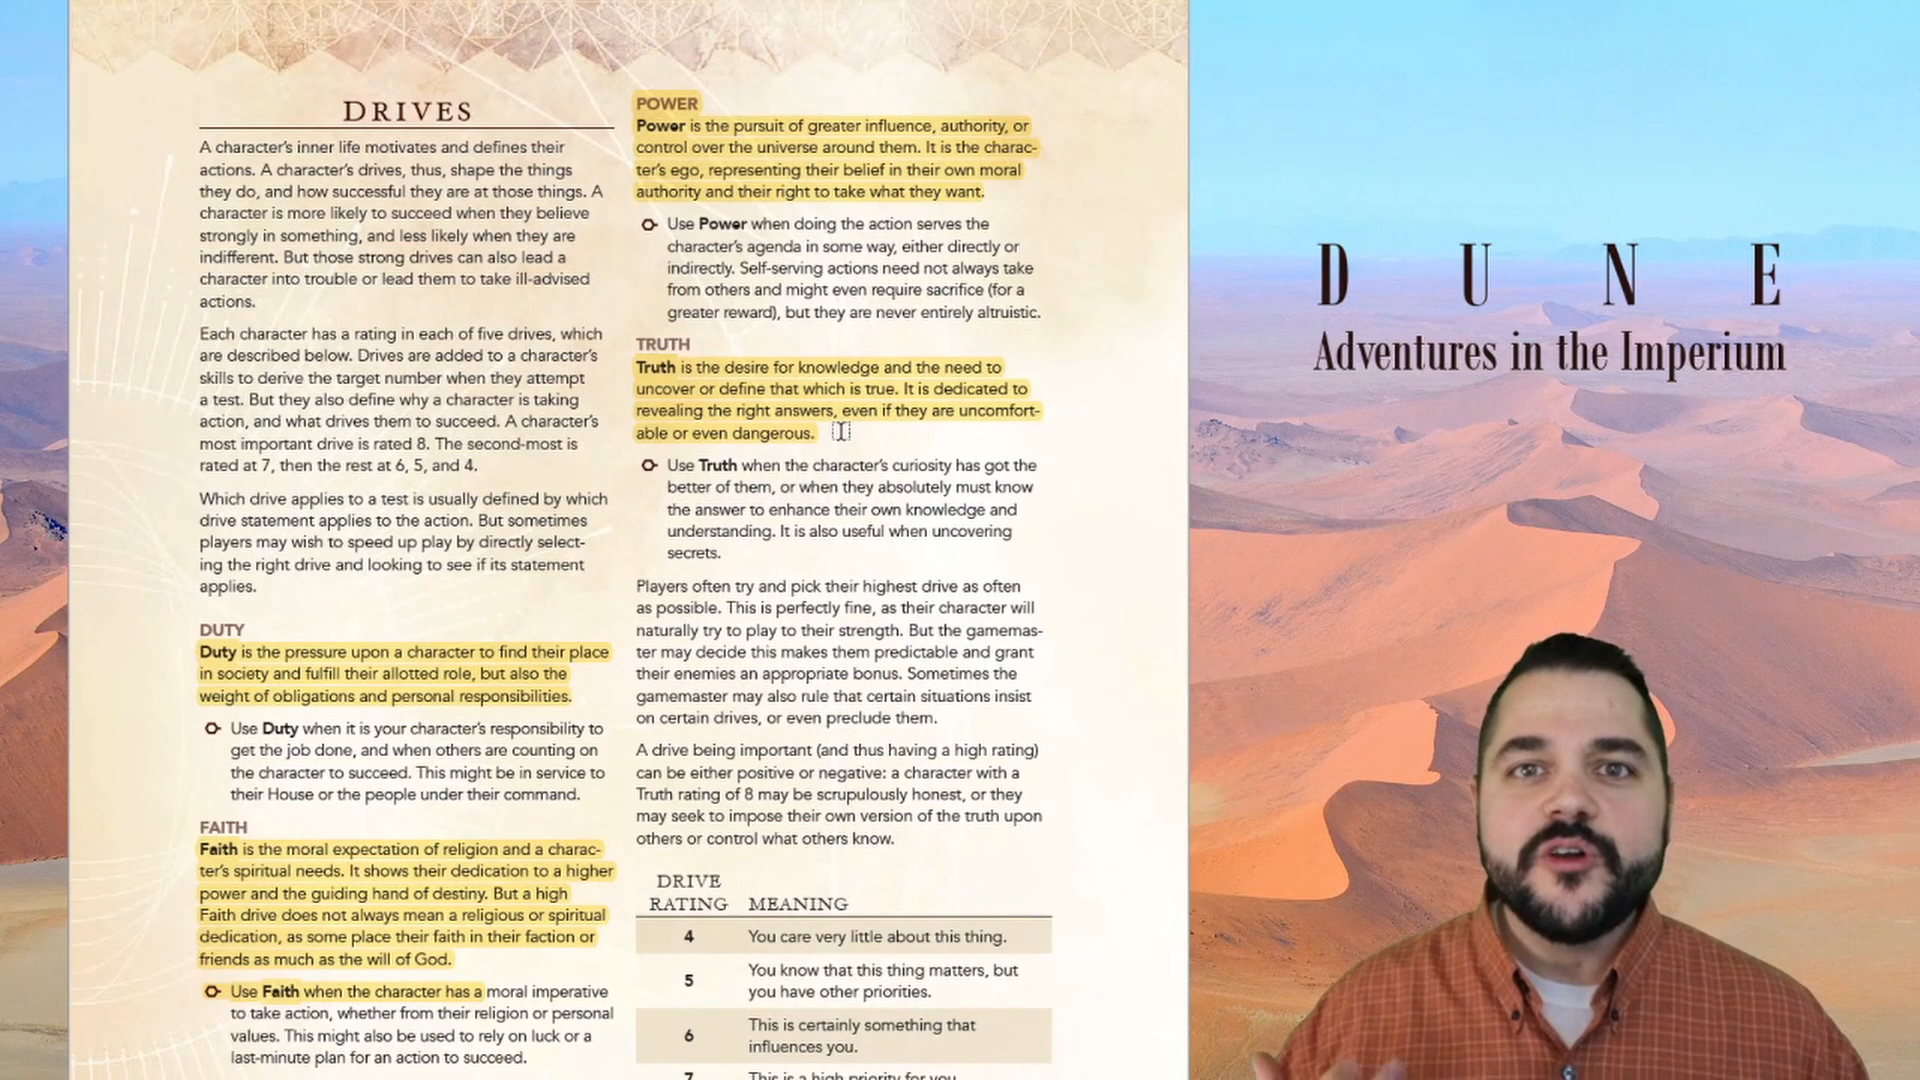 DRIVES
A character's inner life motivates and defines their
actions. A character's drives, thus, shape the things
they do, and how successful they are at those things. A
character is more likely to succeed when they believe
strongly in something, and less likely when they are
indifferent. But those strong drives can also lead a
character into trouble or lead them to take ill-advised
actions.
Each character has a rating in each of five drives, which
are described below. Drives are added to a character's
skills to derive the target number when they attempt
a test. But they also define why a character is taking
action, and what drives them to succeed. A character's
most important drive is rated 8. The second-most is
rated at 7, then the rest at 6, 5, and 4.
Which drive applies to a test is usually defined by which
drive statement applies to the action. But sometimes
players may wish to speed up play by directly select-
ing the right drive and looking to see if its statement
applies.
DUTY
Duty is the pressure upon a character to find their place
in society and fulfill their allotted role, but also the
weight of obligations and personal responsibilities.
Use Duty when it is your character's responsibility to
get the job done, and when others are counting on
the character to succeed. This might be in service to
their House or the people under their command.
FAITH
Faith is the moral expectation of religion and a charac-
ter's spiritual needs. It shows their dedication to a higher
power and the guiding hand of destiny. But a high
Faith drive does not always mean a religious or spiritual
dedication, as some place their faith in their faction or
friends as much as the will of God.
Use Faith when the character has a moral imperative
to take action, whether from their religion or personal
values. This might also be used to rely on luck or a
last-minute plan for an action to succeed.
POWER
Power is the pursuit of greater influence, authority, or
control over the universe around them. It is the charac-
ter's ego, representing their belief in their own moral
authority and their right to take what they want.
Use Power when doing the action serves the
character's agenda in some way, either directly or
indirectly. Self-serving actions need not always take
from others and might even require sacrifice (for a
greater reward), but they are never entirely altruistic.
TRUTH
Truth is the desire for knowledge and the need to
uncover or define that which is true. It is dedicated to
revealing the right answers, even if they are uncomfort-
able or even dangerous.
Use Truth when the character's curiosity has got the
better of them, or when they absolutely must know
the answer to enhance their own knowledge and
understanding. It is also useful when uncovering
secrets.
Players often try and pick their highest drive as often
as possible. This is perfectly fine, as their character will
naturally try to play to their strength. But the gamemas-
ter may decide this makes them predictable and grant
their enemies an appropriate bonus. Sometimes the
gamemaster may also rule that certain situations insist
on certain drives, or even preclude them.
A drive being important (and thus having a high rating)
can be either positive or negative: a character with a
Truth rating of 8 may be scrupulously honest, or they
may seek to impose their own version of the truth upon
others or control what others know.
DRIVE
RATING MEANING
4 You care very little about this thing.
5 You know that this thing matters, but
you have other priorities.
6 This is certainly something that
influences you.
7 This is a high priority for you
DUNE
Adventures in the Imperium